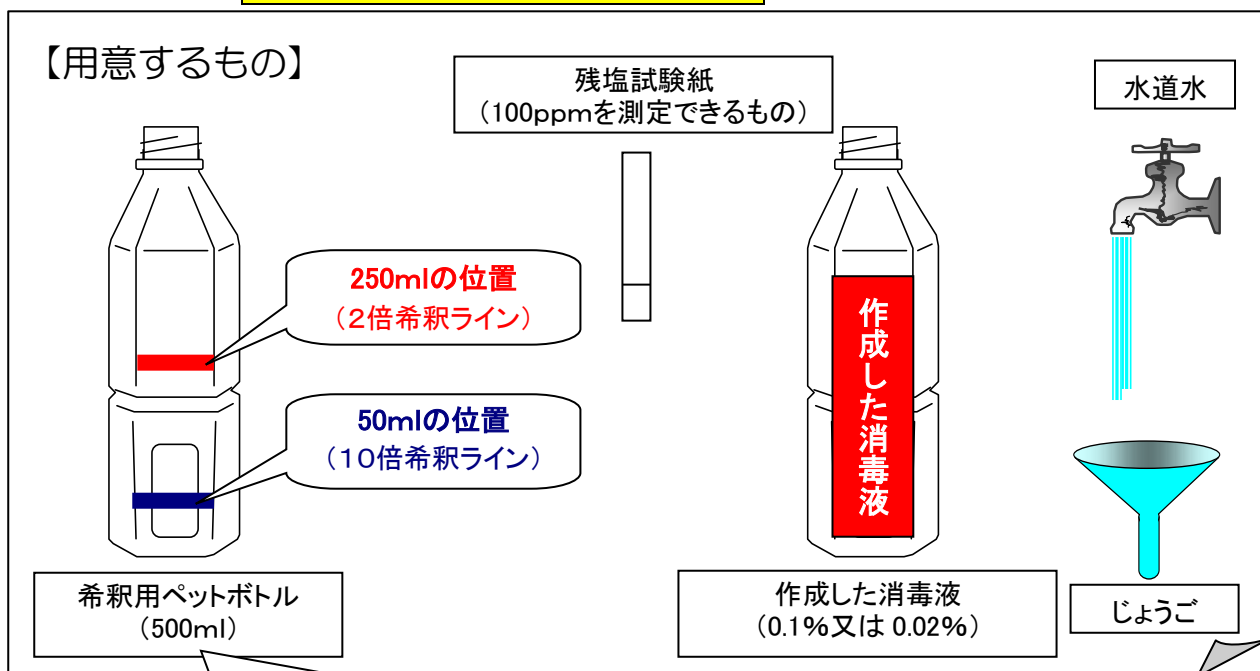 【用意するもの】
残塩試験紙
(100ppmを測定できるもの)
水道水
250mlの位置
(2倍希釈ライン)
50mlの位置
(10倍希釈ライン)
作成した消毒液
希釈用ペットボトル
(500ml)
作成した消毒液
(0.1%又は 0.02%)
じょうご